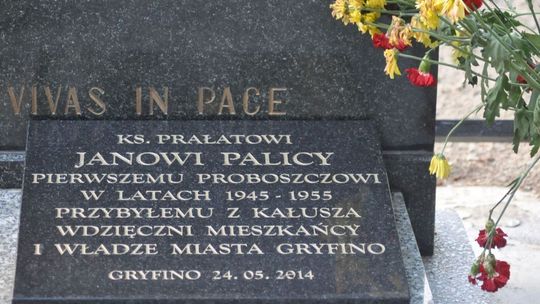 VIVAS IN PACE
KS. PRAŁATOWI
JANOWI PALICY
PIERWSZEMU PROBOSZCZOWI
W LATACH 1945-1955
PRZYBYŁEMU Z KAŁUSZA
WDZIĘCZNI MIESZKAŃCY
I WŁADZE MIASTA GRYFINO
GRYFINO 24.05.2014